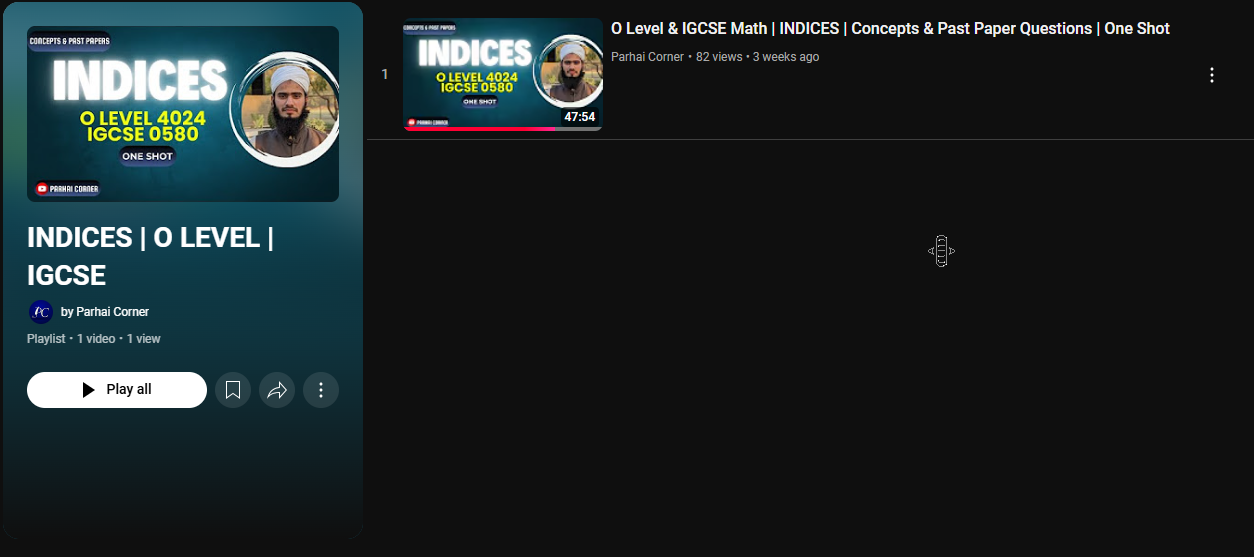 CONCEPTS & PAST PAPERS
INDICES
O LEVEL 4024
IGCSE 0580
ONE SHOT
PARHAI CORNER
INDICES | O LEVEL |
IGCSE
PC
by Parhai Corner
Playlist • 1 video • 1 view
Play all
1
CONCEPTS & PAST PAPERS
INDICES
O LEVEL 4024
IGCSE 0580
ONE SHOT
PARHAI CORNER
47:54
O Level & IGCSE Math | INDICES | Concepts & Past Paper Questions | One Shot
Parhai Corner • 82 views • 3 weeks ago